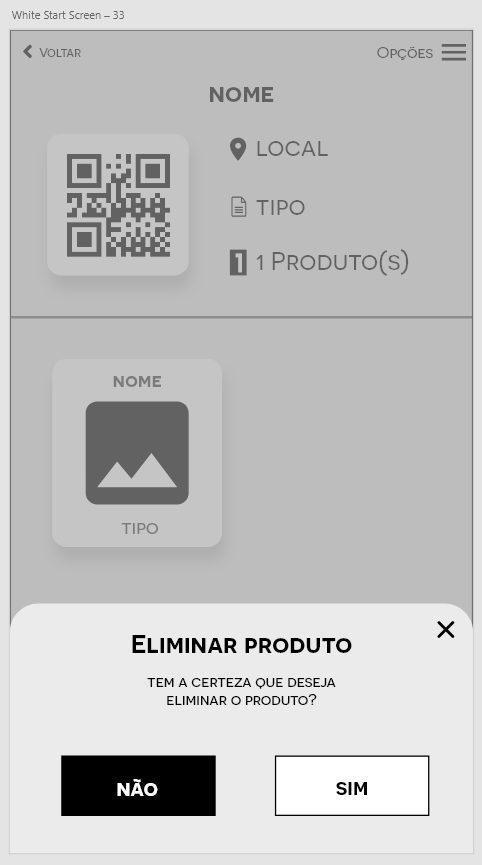 White Start Screen – 33
Voltar
Opções
NOME
LOCAL
TIPO
1 1 Produto(s)
NOME
TIPO
Eliminar produto
tem a certeza que deseja
eliminar o produto?
NÃO
SIM